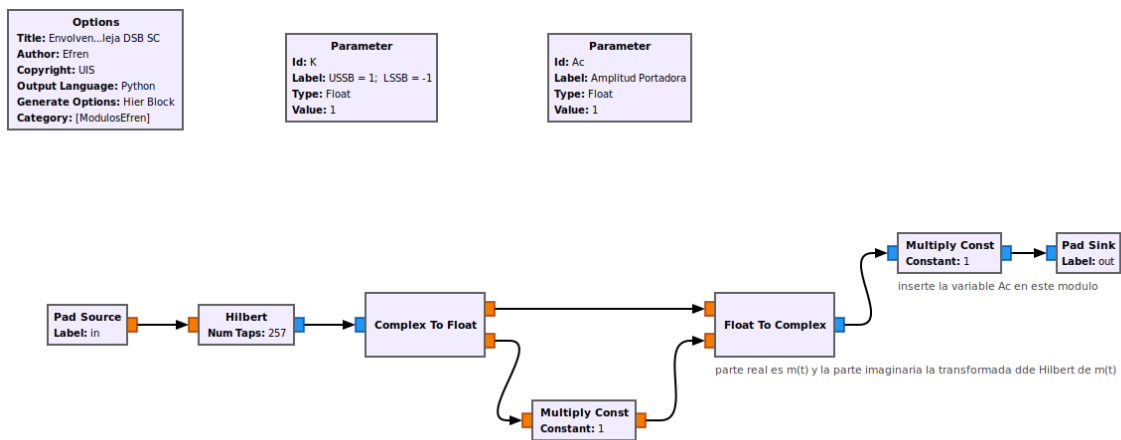 Options
Title: Envolven...leja DSB SC
Author: Efren
Copyright: UIS
Output Language: Python
Generate Options: Hier Block
Category: [ModulosEfren]
Parameter
Id: K
Label: USSB = 1; LSSB = -1
Type: Float
Value: 1
Parameter
Id: Ac
Label: Amplitud Portadora
Type: Float
Value: 1
Multiply Const
Constant: 1
Pad Sink
Label: out
inserte la variable Ac en este modulo
Pad Source
Label: in
Hilbert
Num Taps: 257
Complex To Float
Float To Complex
parte real es m(t) y la parte imaginaria la transformada dde Hilbert de m(t)
Multiply Const
Constant: 1